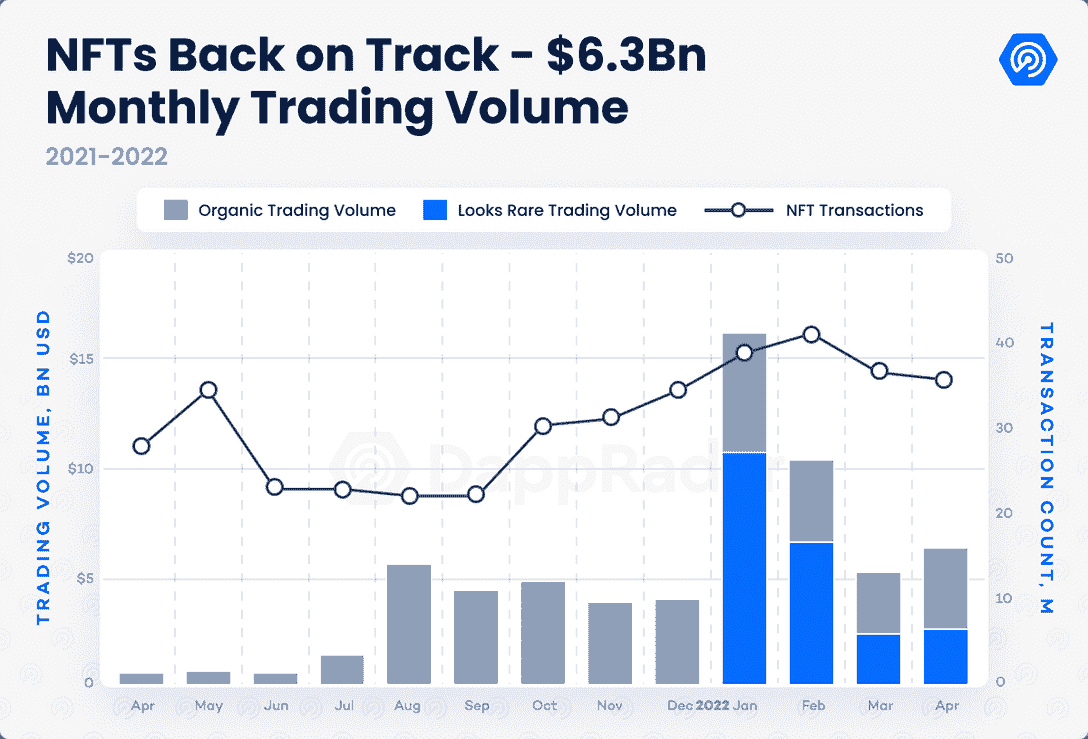 NFTs Back on Track - $6.3Bn
Monthly Trading Volume
2021-2022
Organic Trading Volume
Looks Rare Trading Volume
NFT Transactions
$20
$15
$10
$5
0
TRADING VOLUME, BN USD
50
40
30
20
10
0
TRANSACTION COUNT, M
DappRadar
Apr May Jun Jul Aug Sep Oct Nov Dec 2022 Jan Feb Mar Apr